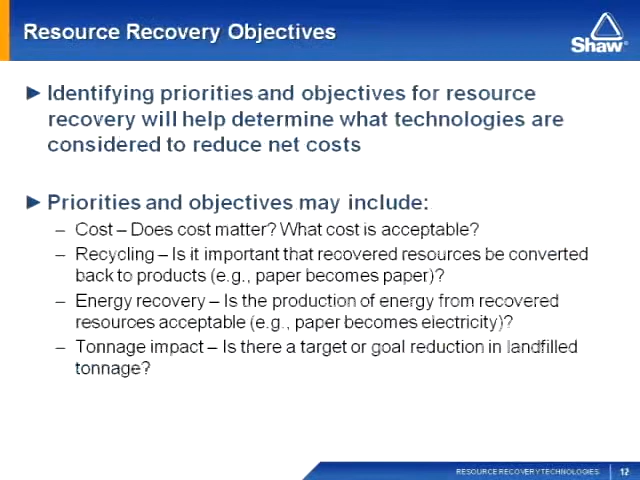 Resource Recovery Objectives
Shaw
► Identifying priorities and objectives for resource
recovery will help determine what technologies are
considered to reduce net costs
► Priorities and objectives may include:
– Cost – Does cost matter? What cost is acceptable?
– Recycling – Is it important that recovered resources be converted
back to products (e.g., paper becomes paper)?
– Energy recovery – Is the production of energy from recovered
resources acceptable (e.g., paper becomes electricity)?
– Tonnage impact – Is there a target or goal reduction in landfilled
tonnage?
RESOURCE RECOVERY TECHNOLOGIES 12